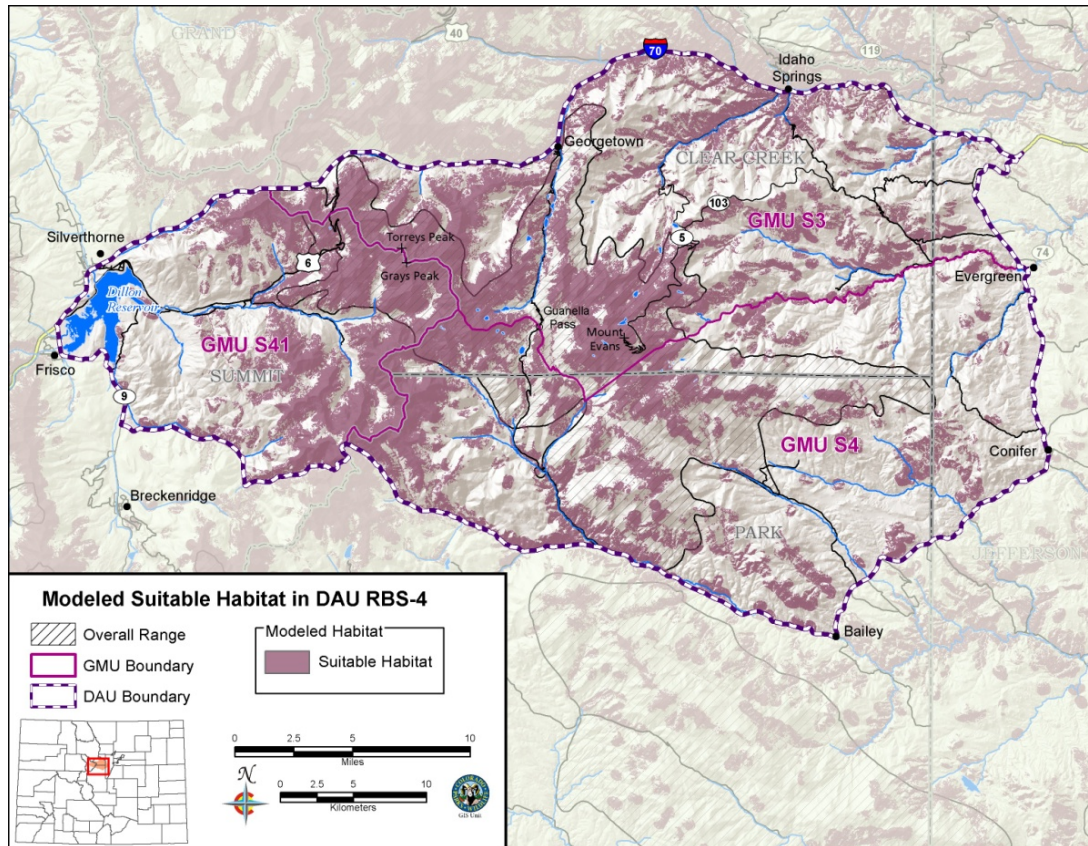 GRAND
40
70
119
Idaho
Springs
Georgetown
CLEAR CREEK
103
GMU S3
5
74
Silverthorne
Torreys Peak
6
Grays Peak
Evergreen
Dillon
Reservoir
Guanella
Pass
Mount
Evans
GMU S41
SUMMIT
Frisco
9
GMU S4
Conifer
Breckenridge
PARK
JEFFERSON
Bailey
Modeled Suitable Habitat in DAU RBS-4
Overall Range
GMU Boundary
DAU Boundary
Modeled Habitat
Suitable Habitat
0 2.5 5 10
Miles
N
0 2.5 5 10
Kilometers
GIS Unit